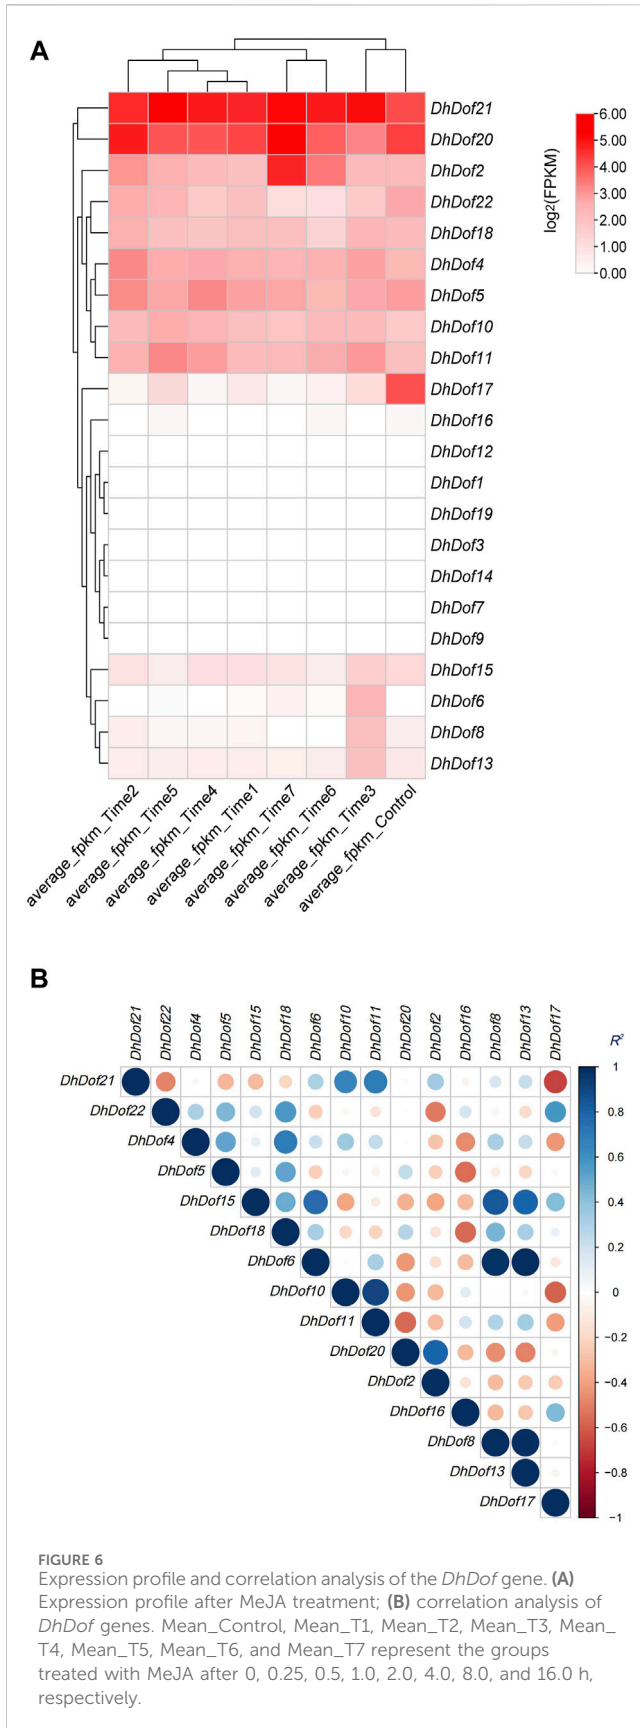 A
DhDof21
DhDof20
DhDof2
DhDof22
DhDof18
DhDof4
DhDof5
DhDof10
DhDof11
DhDof17
DhDof16
DhDof12
DhDof1
DhDof19
DhDof3
DhDof14
DhDof7
DhDof9
DhDof15
DhDof6
DhDof8
DhDof13
log2(FPKM)
6.00
5.00
4.00
3.00
2.00
1.00
0.00
average_fpkm_Time2
average_fpkm_Time5
average_fpkm_Time4
average_fpkm_Time1
average_fpkm_Time7
average_fpkm_Time6
average_fpkm_Time3
average_fpkm_Control
B
DhDof21
DhDof22
DhDof4
DhDof5
DhDof15
DhDof18
DhDof6
DhDof10
DhDof11
DhDof20
DhDof2
DhDof16
DhDof8
DhDof13
DhDof17
DhDof21
DhDof22
DhDof4
DhDof5
DhDof15
DhDof18
DhDof6
DhDof10
DhDof11
DhDof20
DhDof2
DhDof16
DhDof8
DhDof13
DhDof17
R²
1
0.8
0.6
0.4
0.2
0
−0.2
−0.4
−0.6
−0.8
−1
FIGURE 6
Expression profile and correlation analysis of the DhDof gene. (A)
Expression profile after MeJA treatment; (B) correlation analysis of
DhDof genes. Mean_Control, Mean_T1, Mean_T2, Mean_T3, Mean_
T4, Mean_T5, Mean_T6, and Mean_T7 represent the groups
treated with MeJA after 0, 0.25, 0.5, 1.0, 2.0, 4.0, 8.0, and 16.0 h,
respectively.